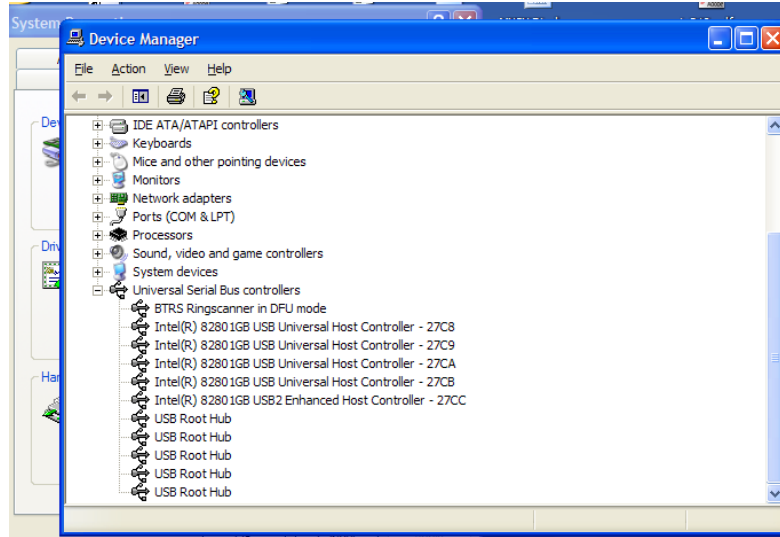 System
Device Manager
File Action View Help
IDE ATA/ATAPI controllers
Keyboards
Mice and other pointing devices
Monitors
Network adapters
Ports (COM & LPT)
Processors
Sound, video and game controllers
System devices
Universal Serial Bus controllers
BTRS Ringscanner in DFU mode
Intel(R) 82801GB USB Universal Host Controller - 27C8
Intel(R) 82801GB USB Universal Host Controller - 27C9
Intel(R) 82801GB USB Universal Host Controller - 27CA
Intel(R) 82801GB USB Universal Host Controller - 27CB
Intel(R) 82801GB USB2 Enhanced Host Controller - 27CC
USB Root Hub
USB Root Hub
USB Root Hub
USB Root Hub
USB Root Hub